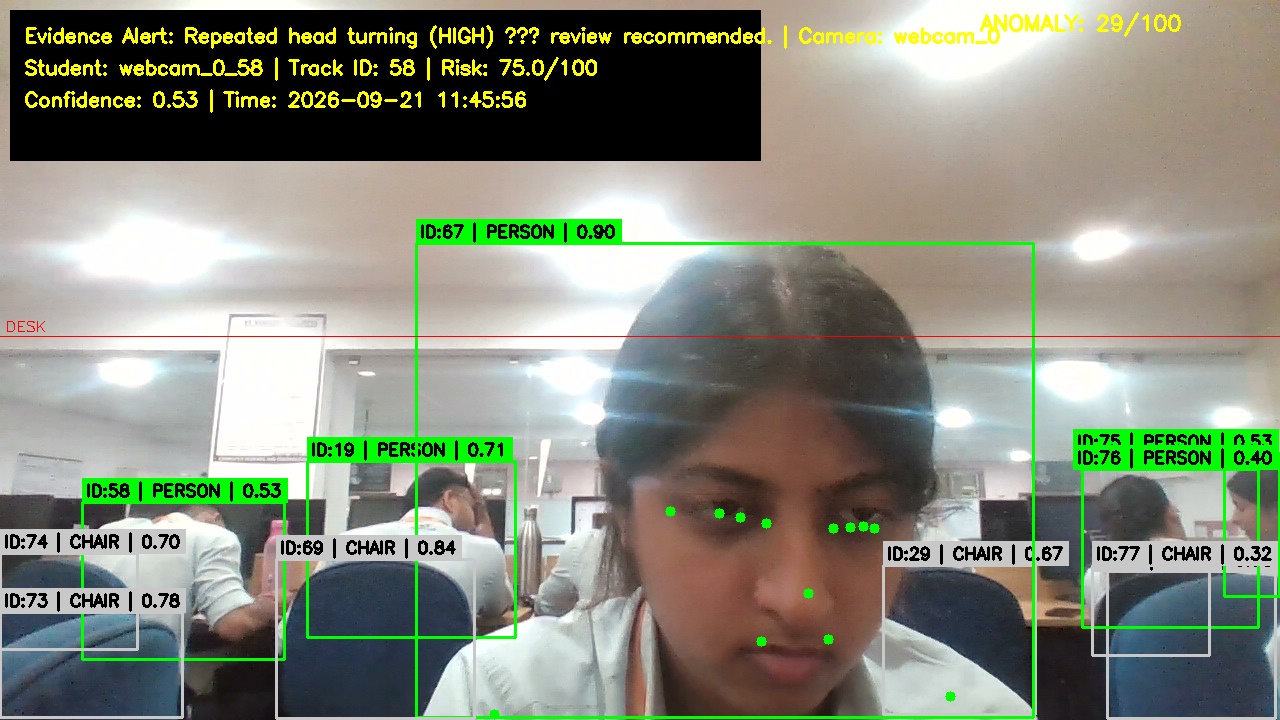 Evidence Alert: Repeated head turning (HIGH) ??? review recommended. | Camera: webcam_0
ANOMALY: 29/100
Student: webcam_0_58 | Track ID: 58 | Risk: 75.0/100
Confidence: 0.53 | Time: 2026-09-21 11:45:56
ID:67 | PERSON | 0.90
DESK
ID:19 | PERSON | 0.71
ID:75 | PERSON | 0.53
ID:76 | PERSON | 0.40
ID:58 | PERSON | 0.53
ID:74 | CHAIR | 0.70
ID:69 | CHAIR | 0.84
ID:29 | CHAIR | 0.67
ID:77 | CHAIR | 0.32
ID:73 | CHAIR | 0.78